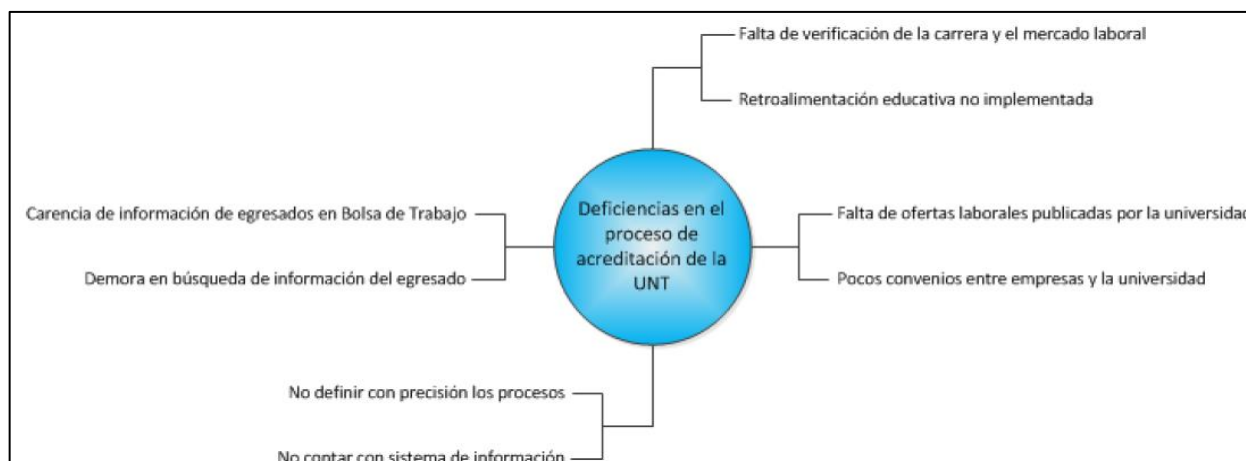 Falta de verificación de la carrera y el mercado laboral
Retroalimentación educativa no implementada
Carencia de información de egresados en Bolsa de Trabajo
Demora en búsqueda de información del egresado
Deficiencias en el
proceso de
acreditación de la
UNT
Falta de ofertas laborales publicadas por la universidad
Pocos convenios entre empresas y la universidad
No definir con precisión los procesos
No contar con sistema de información